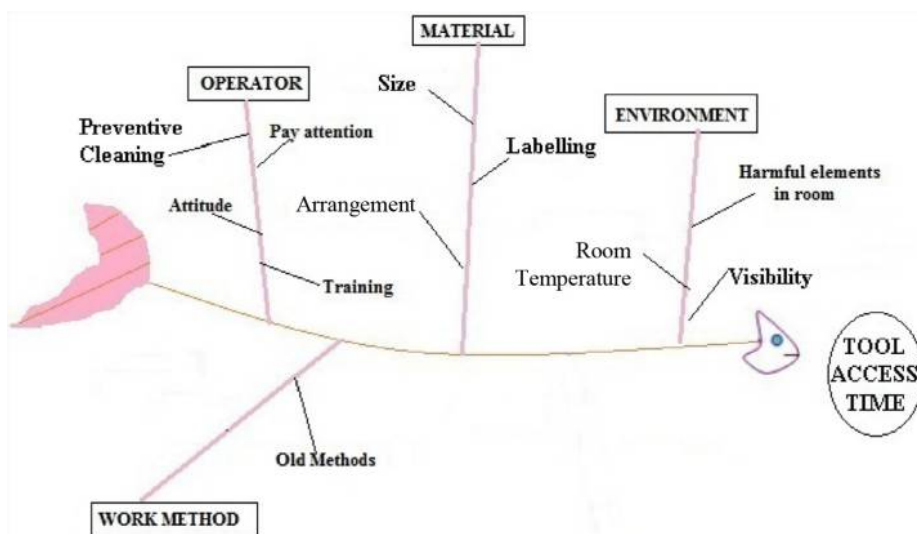 MATERIAL
OPERATOR
Size
ENVIRONMENT
Preventive
Cleaning
Pay attention
Labelling
Harmful elements
in room
Attitude
Arrangement
Room
Temperature
Training
Visibility
TOOL
ACCESS
TIME
Old Methods
WORK METHOD